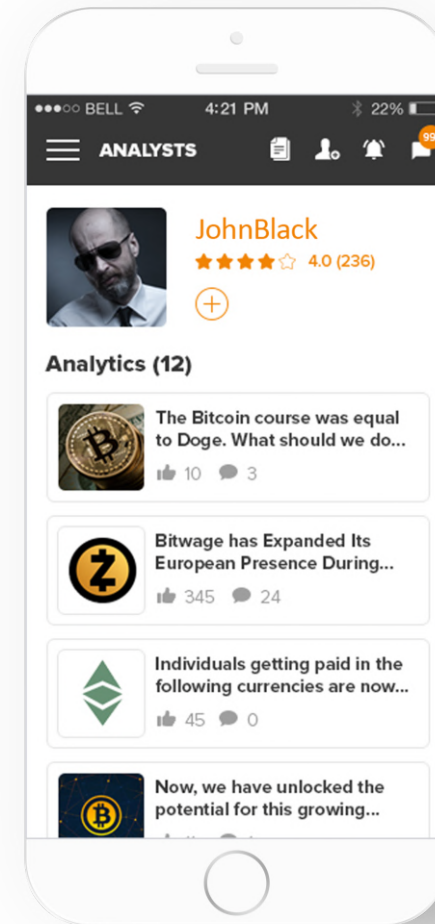 BELL 4:21 PM 22%
ANALYSTS 99
JohnBlack
4.0 (236)
Analytics (12)
The Bitcoin course was equal
to Doge. What should we do...
10 3
Bitwage has Expanded Its
European Presence During...
345 24
Individuals getting paid in the
following currencies are now...
45 0
Now, we have unlocked the
potential for this growing...